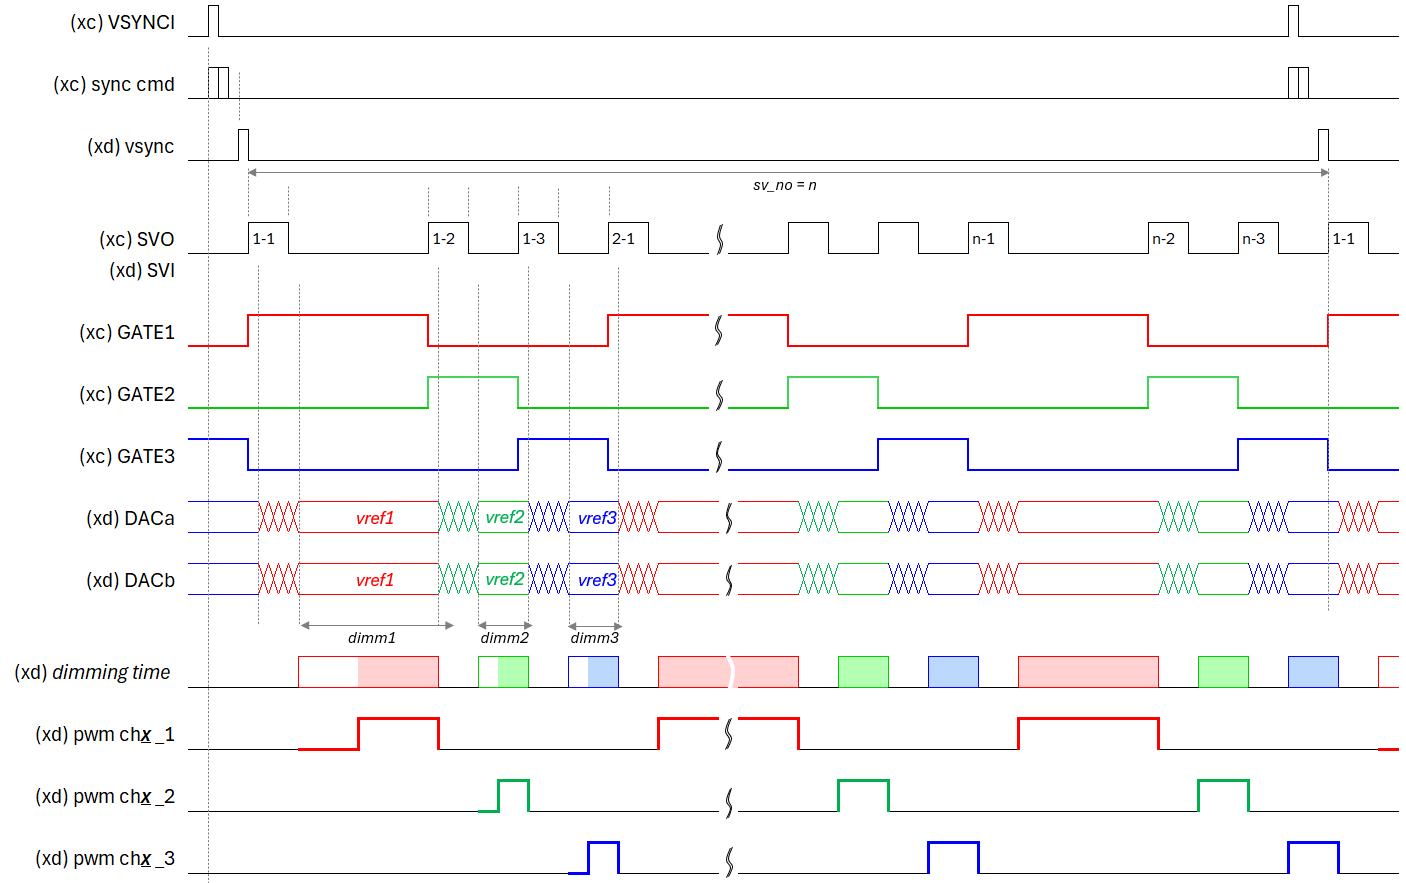 (xc) VSYNCI
(xc) sync cmd
(xd) vsync
sv_no = n
(xc) SVO 1-1 1-2 1-3 2-1 n-1 n-2 n-3 1-1
(xd) SVI
(xc) GATE1
(xc) GATE2
(xc) GATE3
(xd) DACa vref1 vref2 vref3
(xd) DACb vref1 vref2 vref3
dimm1 dimm2 dimm3
(xd) dimming time
(xd) pwm chx _1
(xd) pwm chx _2
(xd) pwm chx _3